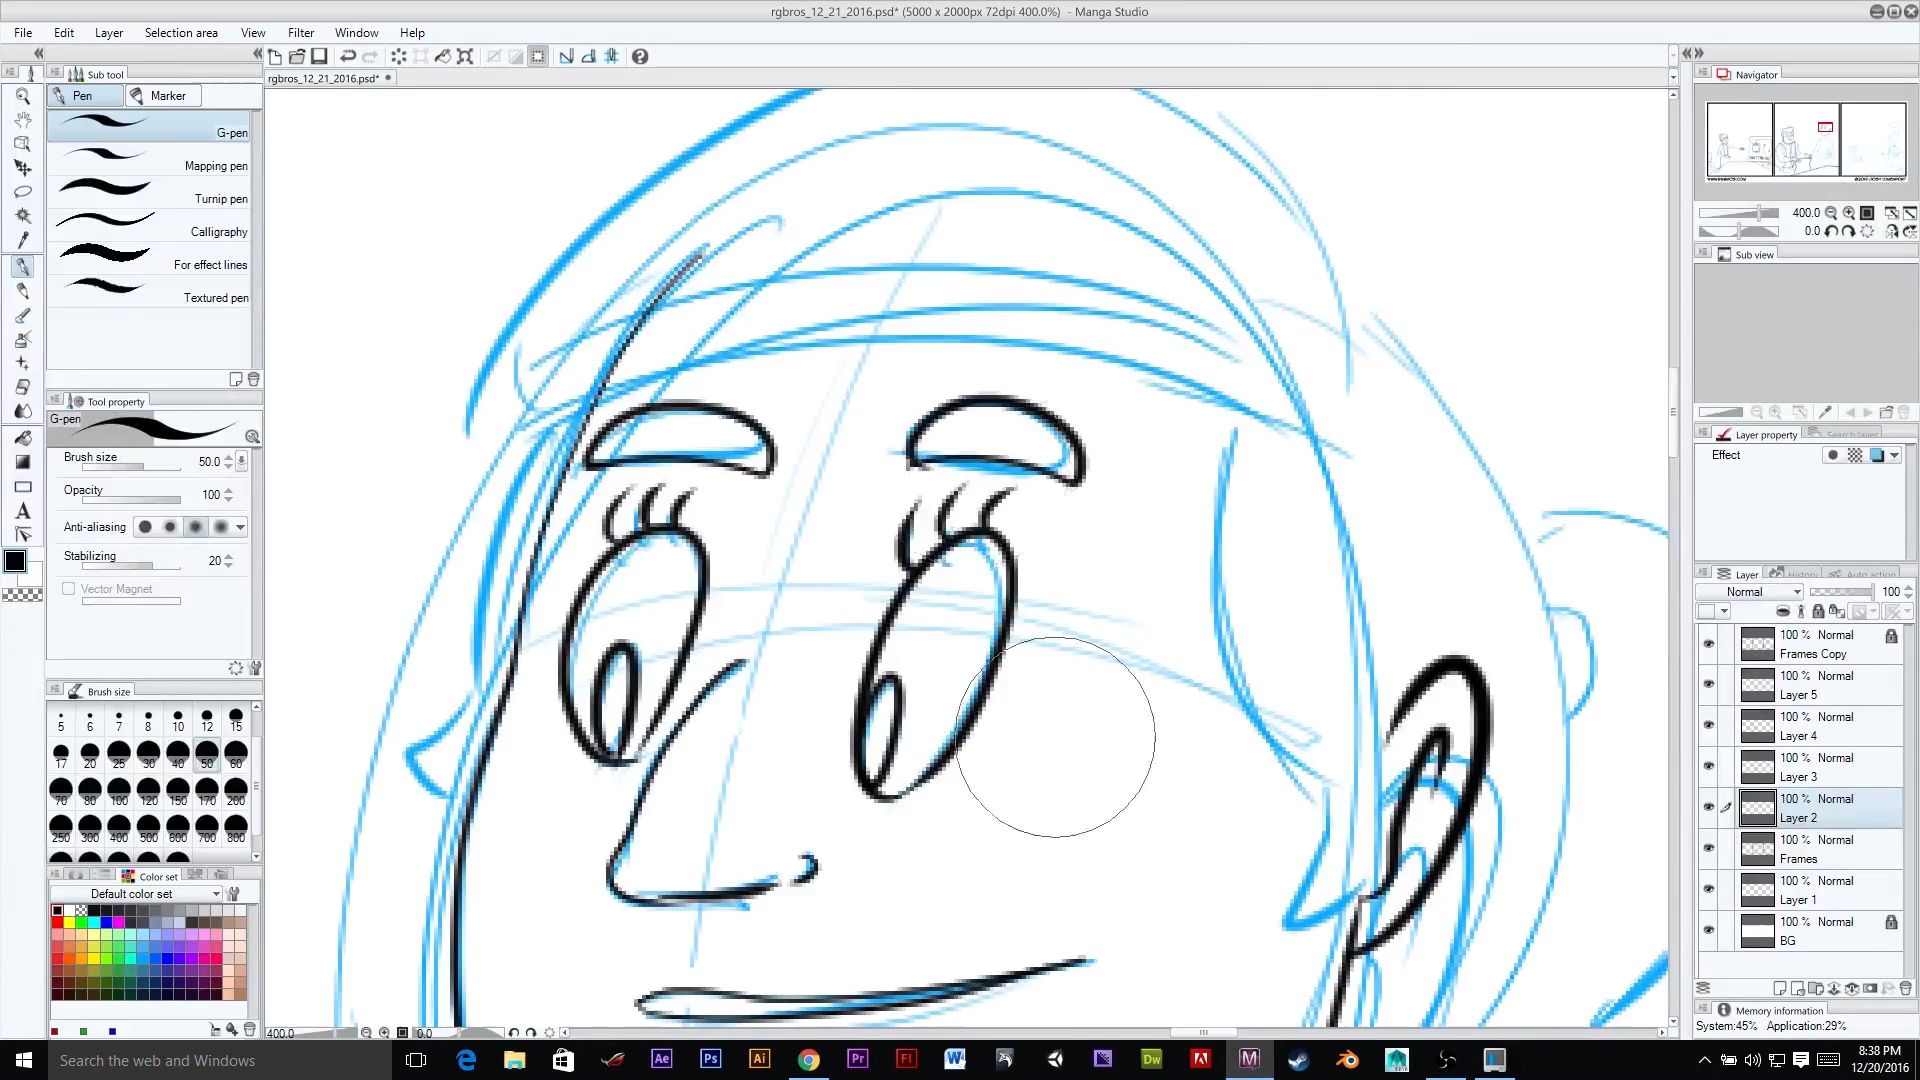 rgbros_12_21_2016.psd* (5000 x 2000px 72dpi 400.0%)  - Manga Studio
File Edit Layer Selection area View Filter Window Help
Sub tool
rgbros_12_21_2016.psd*
Navigator
Pen Marker
G-pen
Mapping pen
Turnip pen
Calligraphy
For effect lines
Textured pen
400.0
0.0
Sub view
Tool property
G-pen
Brush size 50.0
Opacity 100
Anti-aliasing
Stabilizing 20
Vector Magnet
Layer property Search layer
Effect
Layer History Auto action
Normal 100
100 % Normal
Frames Copy
100 % Normal
Layer 5
100 % Normal
Layer 4
100 % Normal
Layer 3
100 % Normal
Layer 2
100 % Normal
Frames
100 % Normal
Layer 1
100 % Normal
BG
Brush size
5 6 7 8 10 12 15
17 20 25 30 40 50 60
70 80 100 120 150 170 200
250 300 400 500 600 700 800
Color set
Default color set
400.0 0.0
Memory information
System:45% Application:29%
Search the web and Windows
Ae Ps Ai Pr Fl W Dw M
8:38 PM
12/20/2016